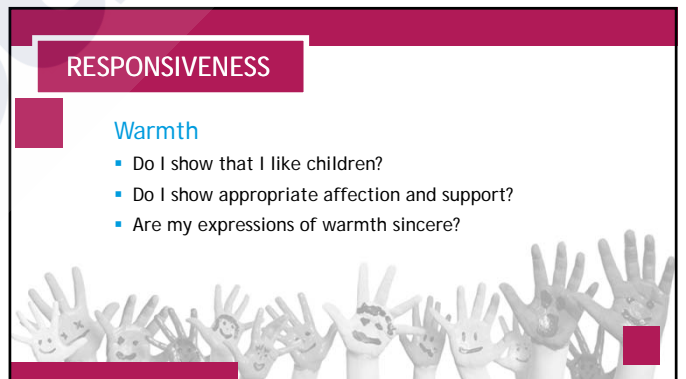 RESPONSIVENESS
Warmth
▪ Do I show that I like children?
▪ Do I show appropriate affection and support?
▪ Are my expressions of warmth sincere?